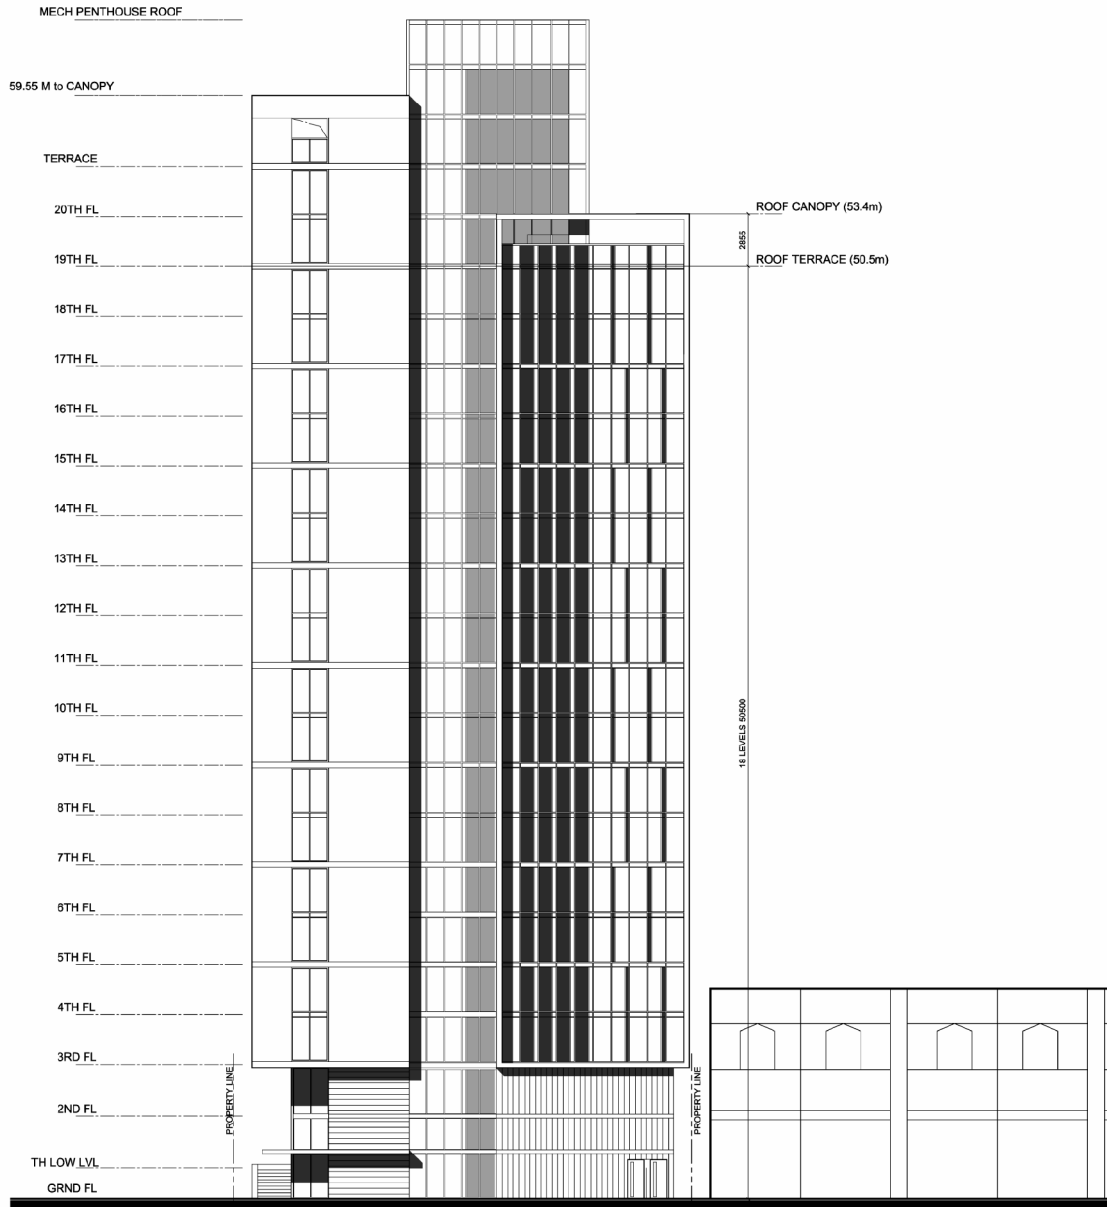 MECH PENTHOUSE ROOF
59.55 M to CANOPY
TERRACE
20TH FL
ROOF CANOPY (53.4m)
2855
19TH FL
ROOF TERRACE (50.5m)
18TH FL
17TH FL
16TH FL
15TH FL
14TH FL
13TH FL
12TH FL
11TH FL
10TH FL
18 LEVELS 50500
9TH FL
8TH FL
7TH FL
6TH FL
5TH FL
4TH FL
3RD FL
PROPERTY LINE
PROPERTY LINE
2ND FL
TH LOW LVL
GRND FL